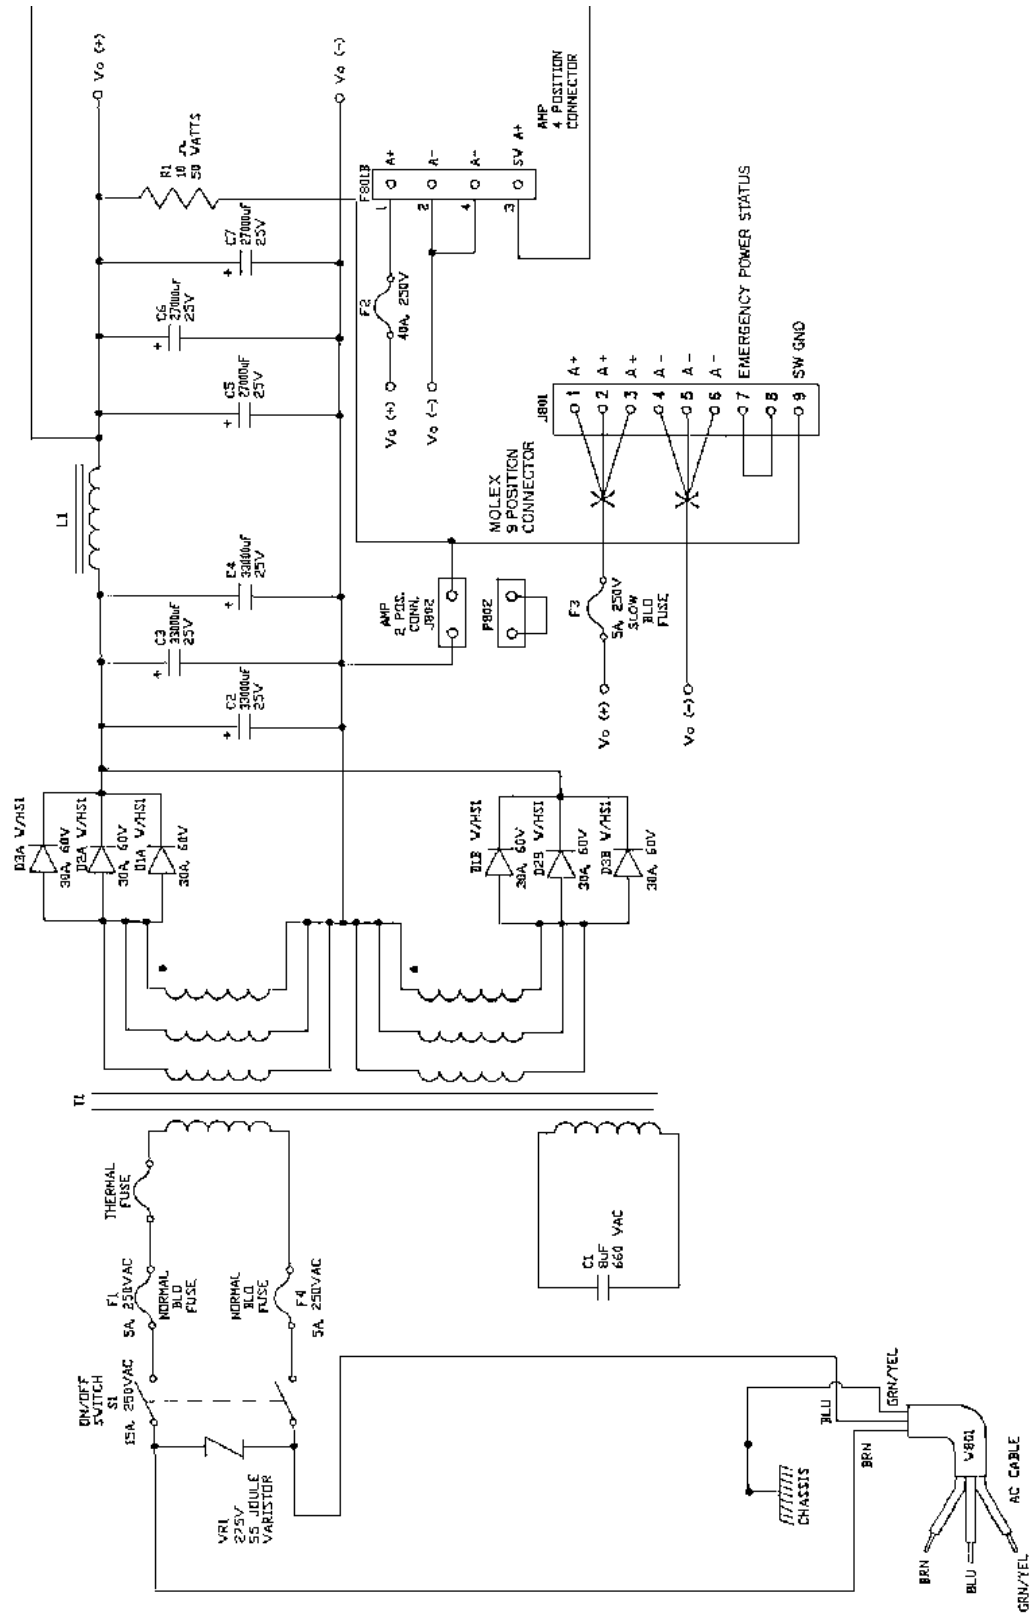 Vo (+)
Vo (-)
R1
10 Ω
50 WATTS
C7
27000uF
25V
+
C6
27000uF
25V
+
C5
27000uF
25V
+
L1
C4
33000uF
25V
+
C3
33000uF
25V
+
C2
33000uF
25V
+
AMP
4 POSITION
CONNECTOR
P801B
A+
A-
A-
SW A+
1
2
4
3
F2
40A, 250V
Vo (+)
Vo (-)
EMERGENCY POWER STATUS
SW GND
A+
A+
A+
A-
A-
A-
J801
1
2
3
4
5
6
7
8
9
MOLEX
9 POSITION
CONNECTOR
AMP
2 POS.
CONN.
J802
P802
F3
5A, 250V
SLOW
BLO
FUSE
Vo (+)
Vo (-)
D3A W/HS1
30A, 60V
D2A W/HS1
30A, 60V
D1A W/HS1
30A, 60V
D1B W/HS1
30A, 60V
D2B W/HS1
30A, 60V
D3B W/HS1
30A, 60V
T1
THERMAL
FUSE
F1
5A, 250VAC
NORMAL
BLO
FUSE
NORMAL
BLO
FUSE
F4
5A, 250VAC
C1
8uF
660 VAC
ON/OFF
SWITCH
S1
15A, 250VAC
VR1
275V
55 JOULE
VARISTOR
CHASSIS
BLU
GRN/YEL
BRN
W801
AC CABLE
BRN
BLU
GRN/YEL